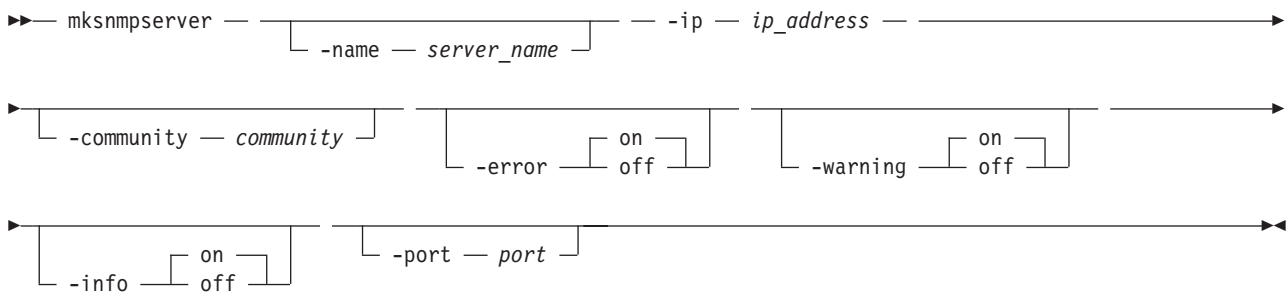 mksnmpserver -name server_name -ip ip_address
-community community -error on off -warning on off
-info on off -port port